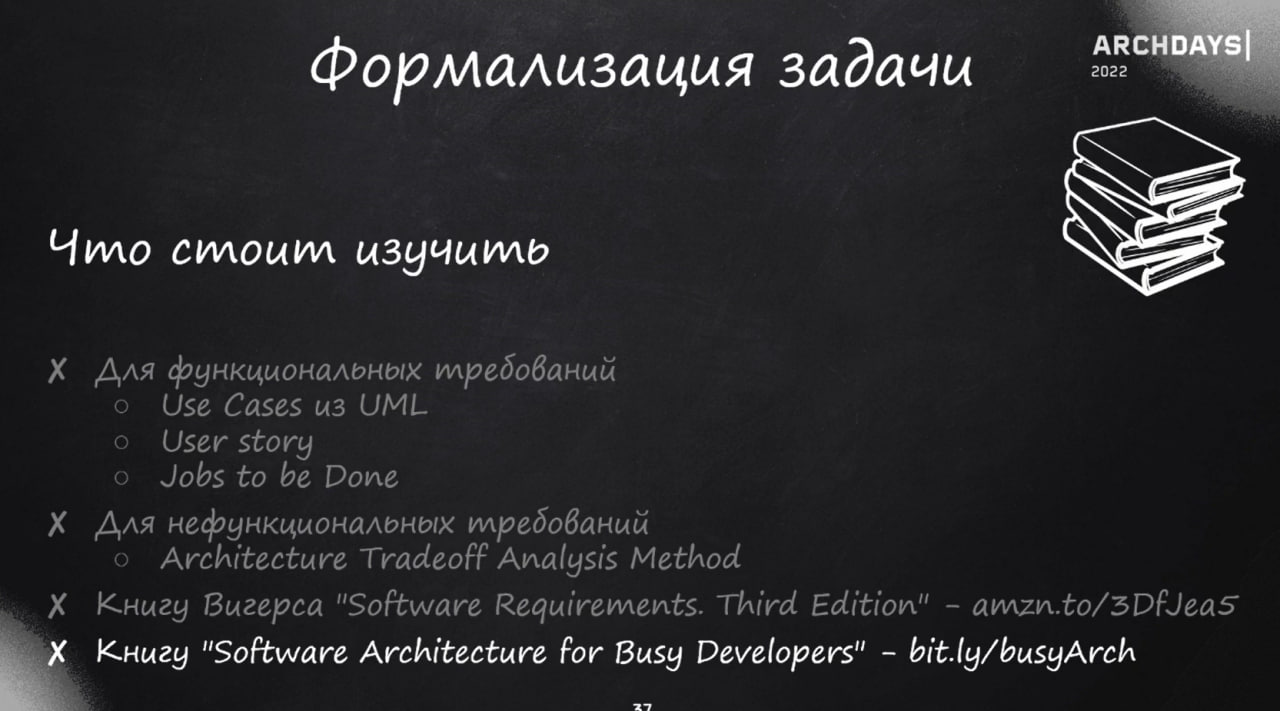 Формализация задачи
ARCHDAYS|
2022
Что стоит изучить
✗ Для функциональных требований
○ Use Cases из UML
○ User story
○ Jobs to be Done
✗ Для нефункциональных требований
○ Architecture Tradeoff Analysis Method
✗ Книгу Вигерса "Software Requirements. Third Edition" - amzn.to/3DfJea5
✗ Книгу "Software Architecture for Busy Developers" - bit.ly/busyArch
37